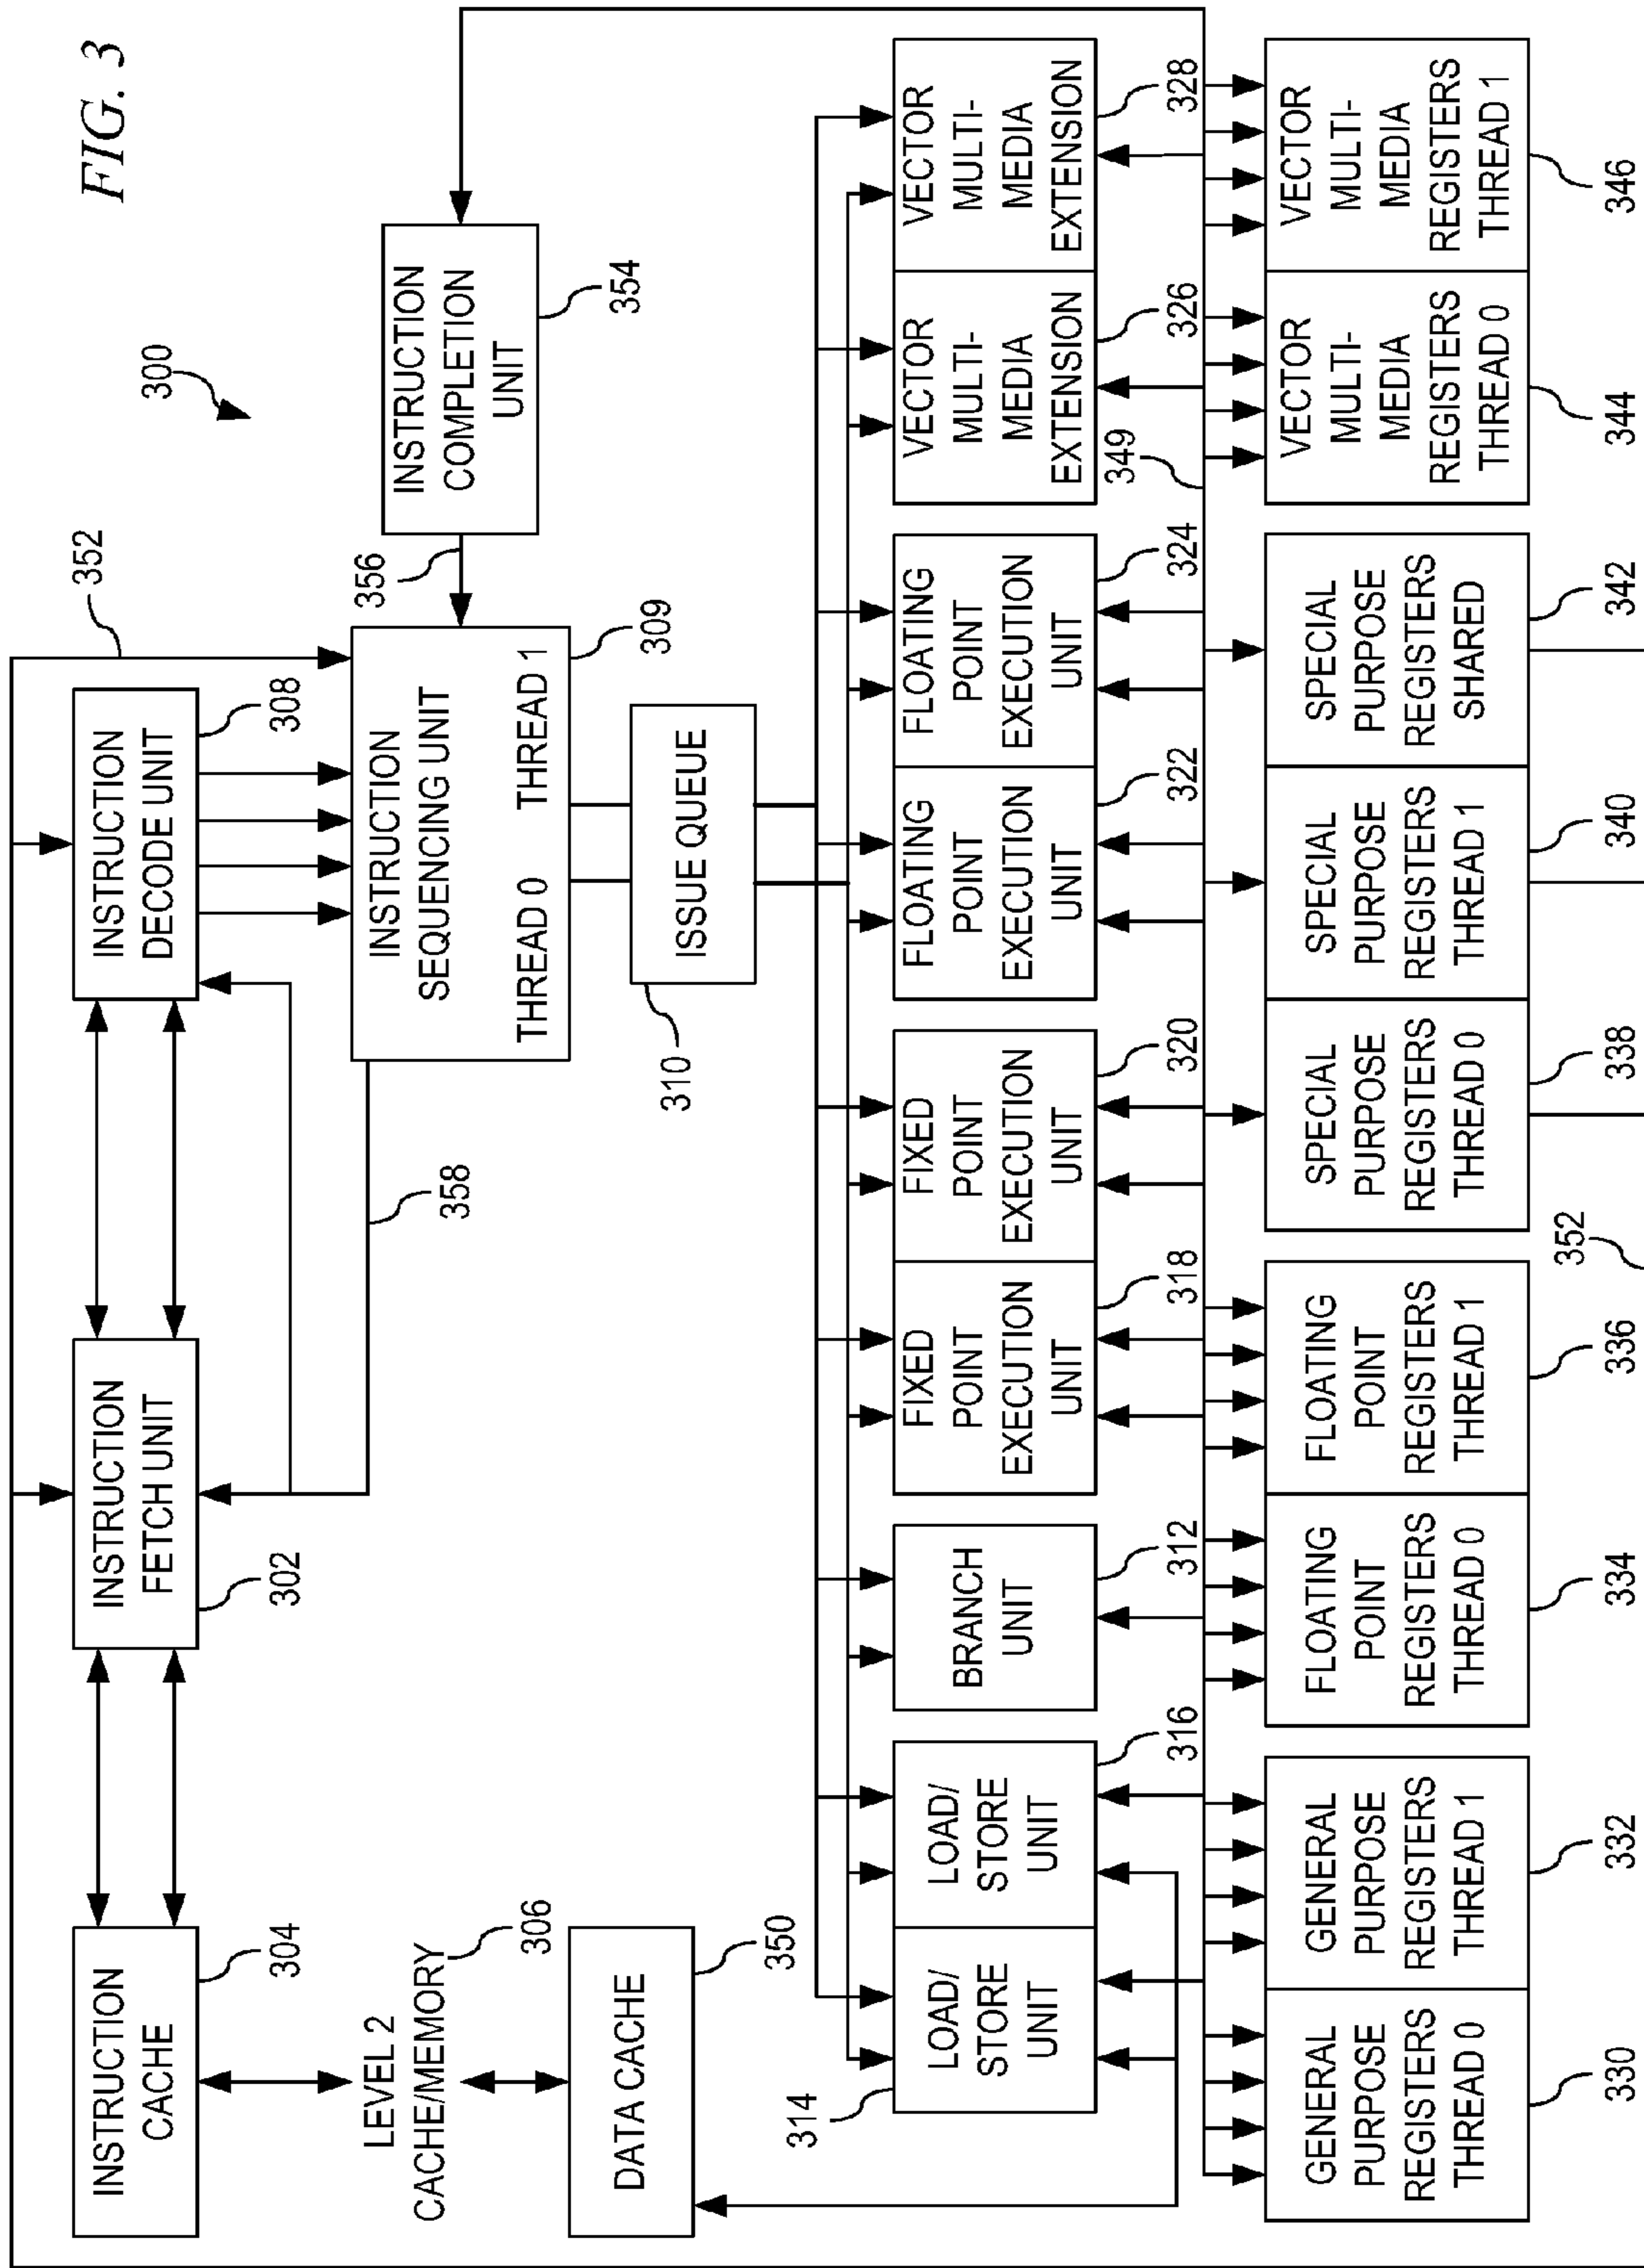 FIG. 3
300
352
INSTRUCTION
CACHE
304
INSTRUCTION
FETCH UNIT
302
INSTRUCTION
DECODE UNIT
308
LEVEL 2
CACHE/MEMORY
306
358
INSTRUCTION
SEQUENCING UNIT
THREAD 0
THREAD 1
309
356
INSTRUCTION
COMPLETION
UNIT
354
DATA CACHE
350
310
ISSUE QUEUE
314
LOAD/
STORE
UNIT
LOAD/
STORE
UNIT
316
BRANCH
UNIT
312
FIXED
POINT
EXECUTION
UNIT
318
FIXED
POINT
EXECUTION
UNIT
320
FLOATING
POINT
EXECUTION
UNIT
322
FLOATING
POINT
EXECUTION
UNIT
324
VECTOR
MULTI-
MEDIA
EXTENSION
326
VECTOR
MULTI-
MEDIA
EXTENSION
328
349
GENERAL
PURPOSE
REGISTERS
THREAD 0
330
GENERAL
PURPOSE
REGISTERS
THREAD 1
332
FLOATING
POINT
REGISTERS
THREAD 0
334
FLOATING
POINT
REGISTERS
THREAD 1
336
352
SPECIAL
PURPOSE
REGISTERS
THREAD 0
338
SPECIAL
PURPOSE
REGISTERS
THREAD 1
340
SPECIAL
PURPOSE
REGISTERS
SHARED
342
VECTOR
MULTI-
MEDIA
REGISTERS
THREAD 0
344
VECTOR
MULTI-
MEDIA
REGISTERS
THREAD 1
346